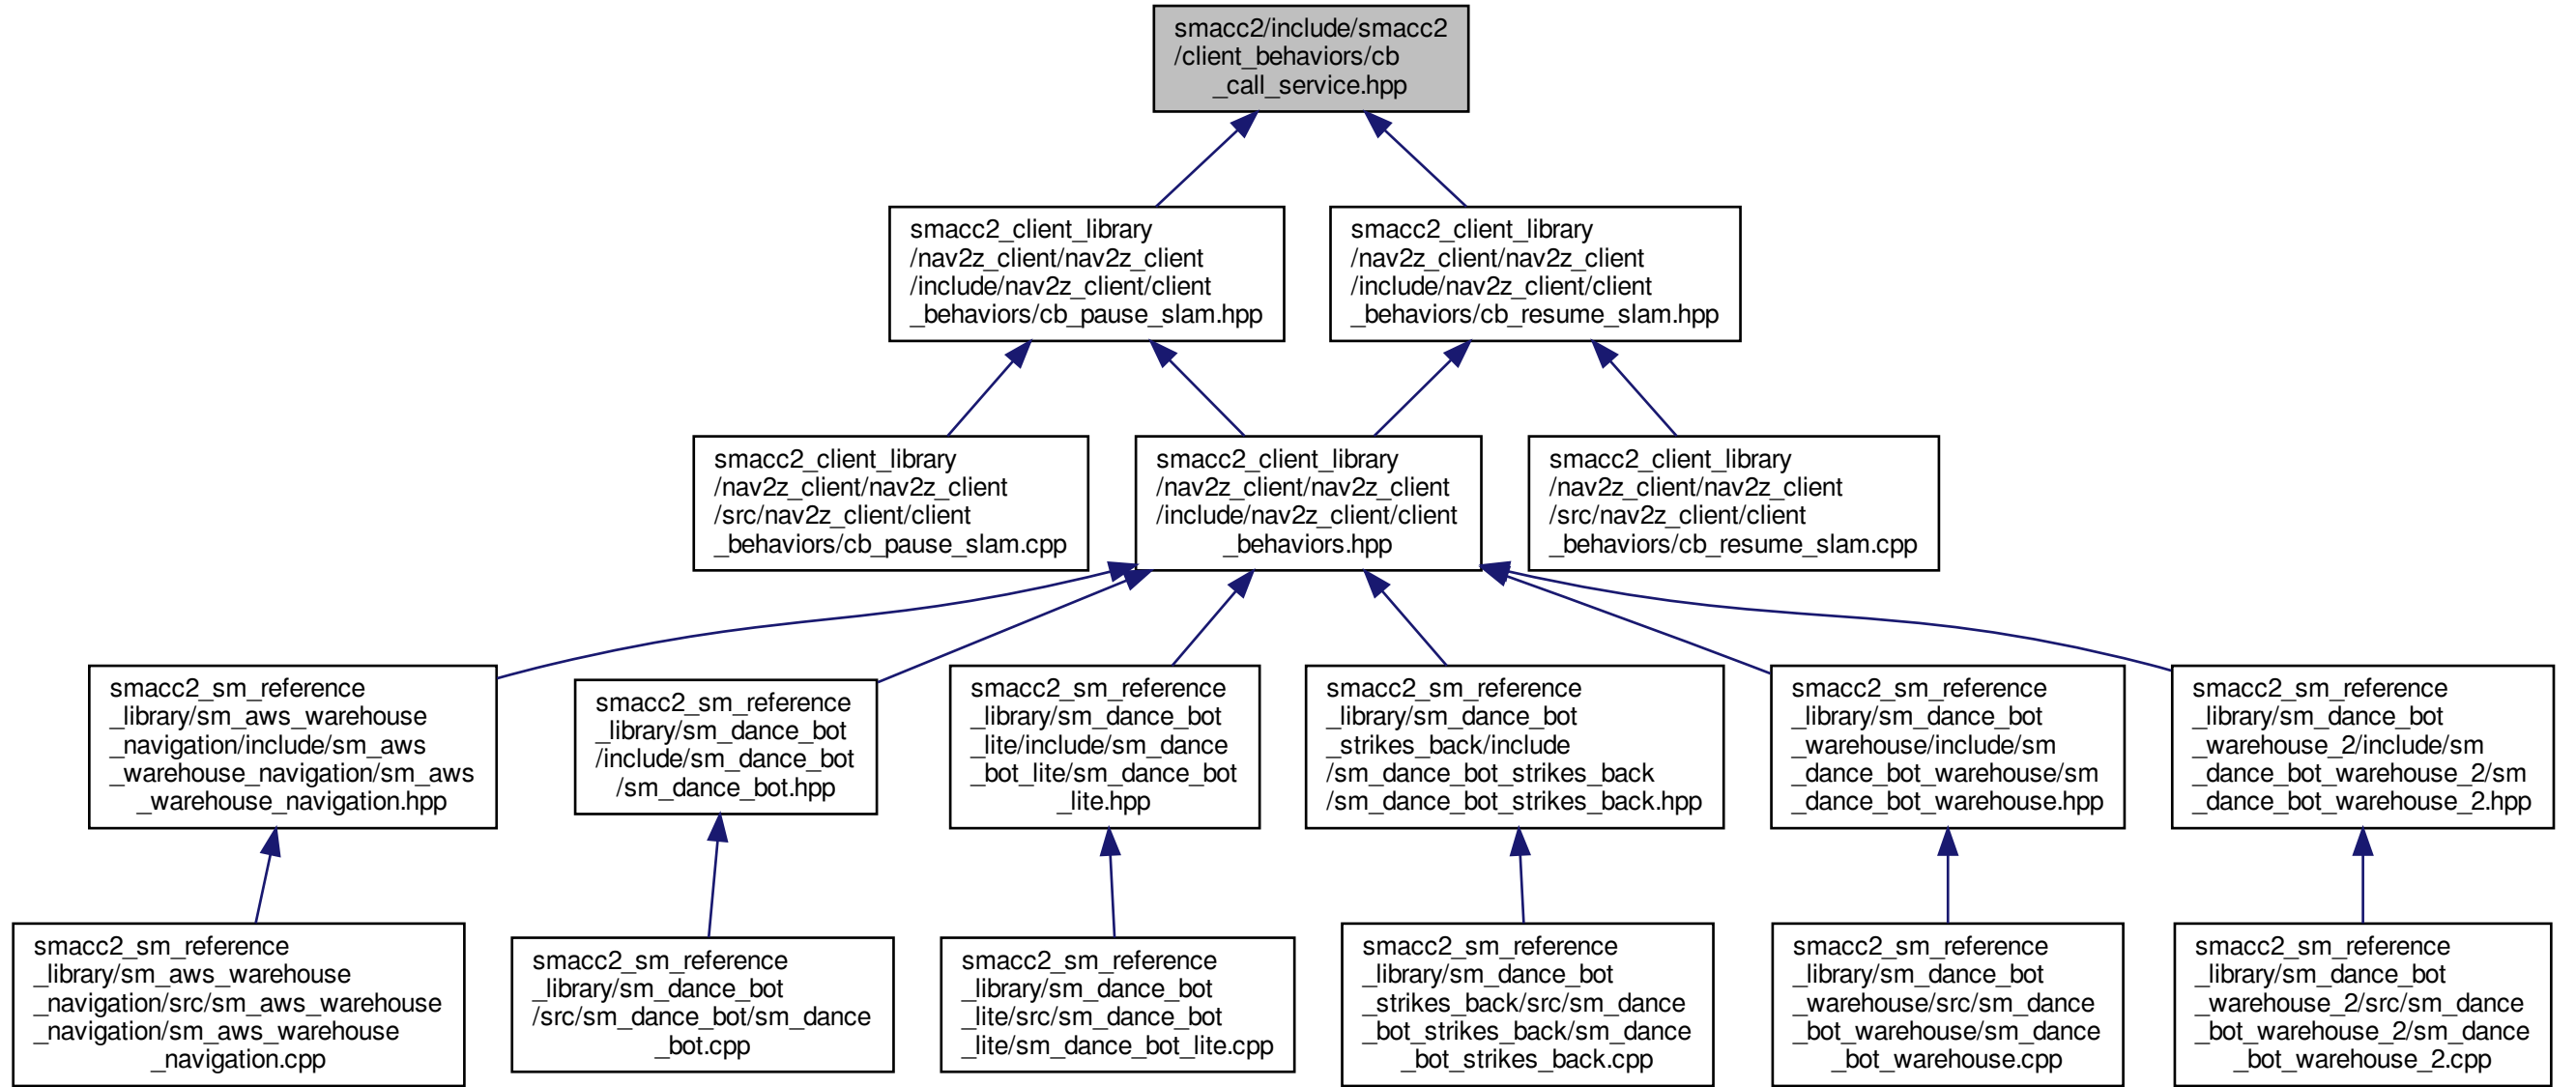 smacc2/include/smacc2
/client_behaviors/cb
_call_service.hpp
smacc2_client_library
/nav2z_client/nav2z_client
/include/nav2z_client/client
_behaviors/cb_pause_slam.hpp
smacc2_client_library
/nav2z_client/nav2z_client
/include/nav2z_client/client
_behaviors/cb_resume_slam.hpp
smacc2_client_library
/nav2z_client/nav2z_client
/src/nav2z_client/client
_behaviors/cb_pause_slam.cpp
smacc2_client_library
/nav2z_client/nav2z_client
/include/nav2z_client/client
_behaviors.hpp
smacc2_client_library
/nav2z_client/nav2z_client
/src/nav2z_client/client
_behaviors/cb_resume_slam.cpp
smacc2_sm_reference
_library/sm_aws_warehouse
_navigation/include/sm_aws
_warehouse_navigation/sm_aws
_warehouse_navigation.hpp
smacc2_sm_reference
_library/sm_dance_bot
/include/sm_dance_bot
/sm_dance_bot.hpp
smacc2_sm_reference
_library/sm_dance_bot
_lite/include/sm_dance
_bot_lite/sm_dance_bot
_lite.hpp
smacc2_sm_reference
_library/sm_dance_bot
_strikes_back/include
/sm_dance_bot_strikes_back
/sm_dance_bot_strikes_back.hpp
smacc2_sm_reference
_library/sm_dance_bot
_warehouse/include/sm
_dance_bot_warehouse/sm
_dance_bot_warehouse.hpp
smacc2_sm_reference
_library/sm_dance_bot
_warehouse_2/include/sm
_dance_bot_warehouse_2/sm
_dance_bot_warehouse_2.hpp
smacc2_sm_reference
_library/sm_aws_warehouse
_navigation/src/sm_aws_warehouse
_navigation/sm_aws_warehouse
_navigation.cpp
smacc2_sm_reference
_library/sm_dance_bot
/src/sm_dance_bot/sm_dance
_bot.cpp
smacc2_sm_reference
_library/sm_dance_bot
_lite/src/sm_dance_bot
_lite/sm_dance_bot_lite.cpp
smacc2_sm_reference
_library/sm_dance_bot
_strikes_back/src/sm_dance
_bot_strikes_back/sm_dance
_bot_strikes_back.cpp
smacc2_sm_reference
_library/sm_dance_bot
_warehouse/src/sm_dance
_bot_warehouse/sm_dance
_bot_warehouse.cpp
smacc2_sm_reference
_library/sm_dance_bot
_warehouse_2/src/sm_dance
_bot_warehouse_2/sm_dance
_bot_warehouse_2.cpp